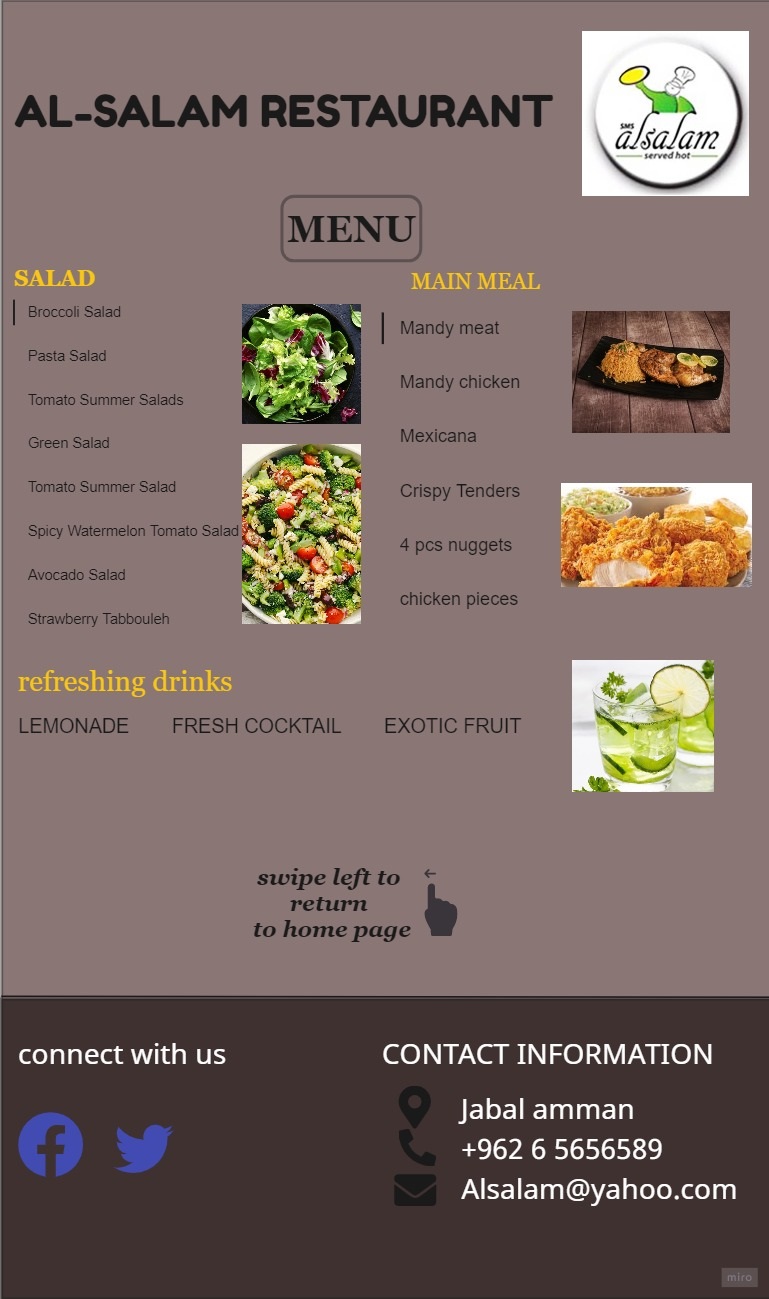 AL-SALAM RESTAURANT
SMS
alsalam
served hot
MENU
SALAD
Broccoli Salad
Pasta Salad
Tomato Summer Salads
Green Salad
Tomato Summer Salad
Spicy Watermelon Tomato Salad
Avocado Salad
Strawberry Tabbouleh
MAIN MEAL
Mandy meat
Mandy chicken
Mexicana
Crispy Tenders
4 pcs nuggets
chicken pieces
refreshing drinks
LEMONADE FRESH COCKTAIL EXOTIC FRUIT
swipe left to
return
to home page
connect with us
CONTACT INFORMATION
Jabal amman
+962 6 5656589
Alsalam@yahoo.com
miro